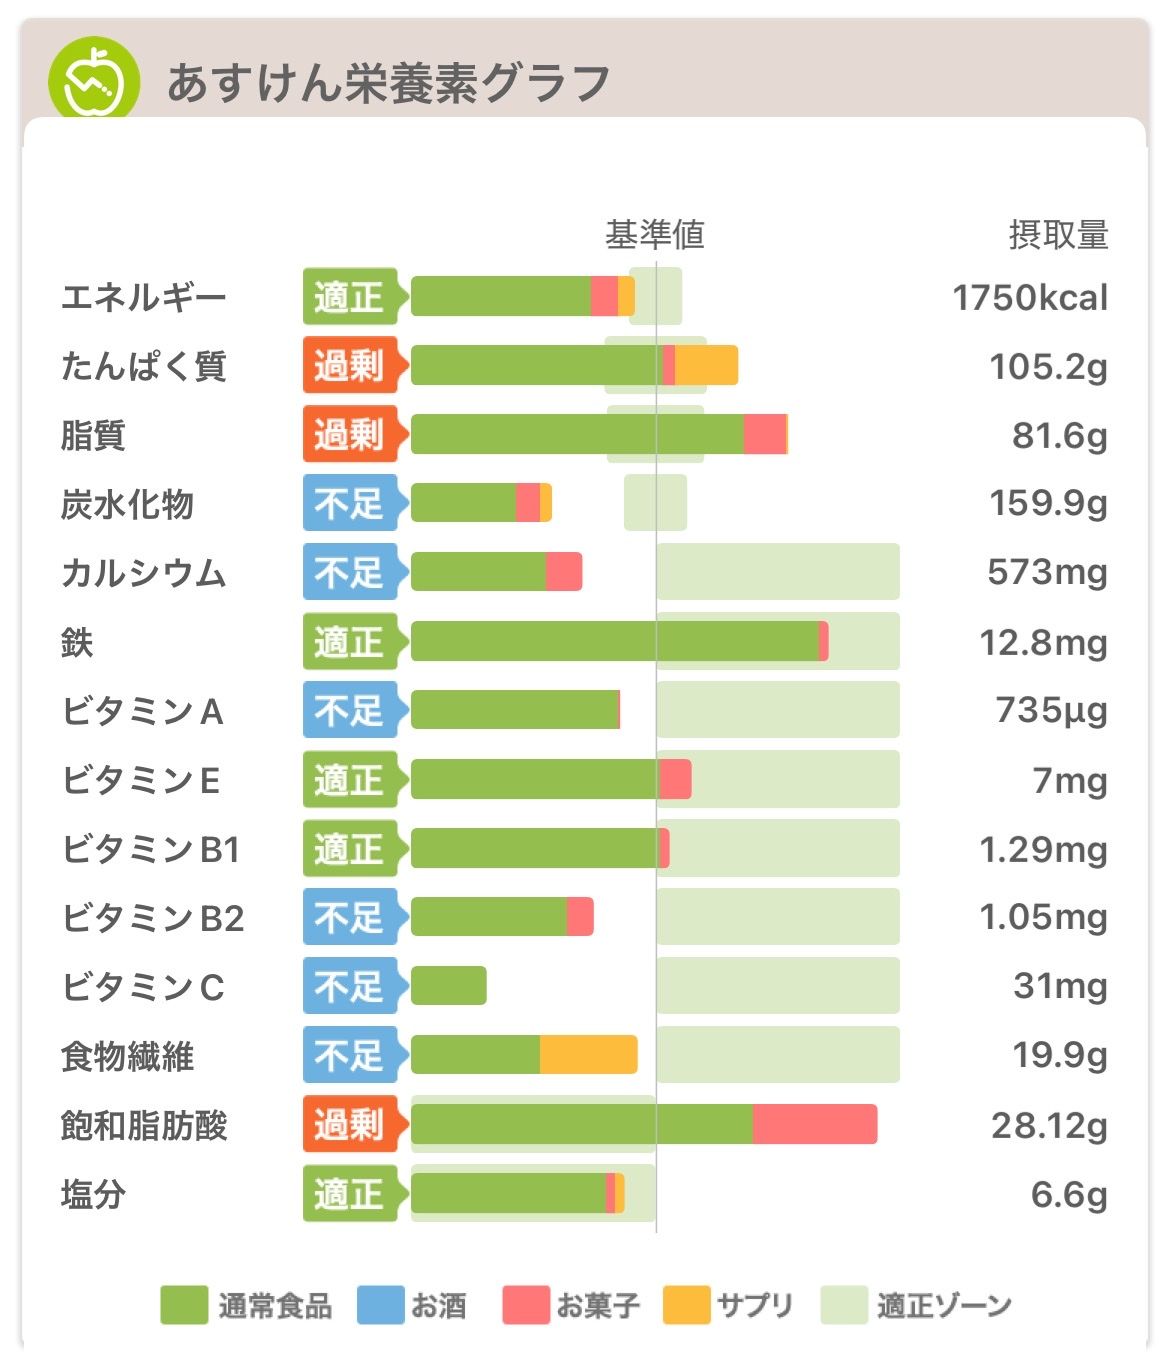 あすけん栄養素グラフ
基準値 摂取量
エネルギー 適正 1750kcal
たんぱく質 過剰 105.2g
脂質 過剰 81.6g
炭水化物 不足 159.9g
カルシウム 不足 573mg
鉄 適正 12.8mg
ビタミンA 不足 735μg
ビタミンE 適正 7mg
ビタミンB1 適正 1.29mg
ビタミンB2 不足 1.05mg
ビタミンC 不足 31mg
食物繊維 不足 19.9g
飽和脂肪酸 過剰 28.12g
塩分 適正 6.6g
通常食品 お酒 お菓子 サプリ 適正ゾーン